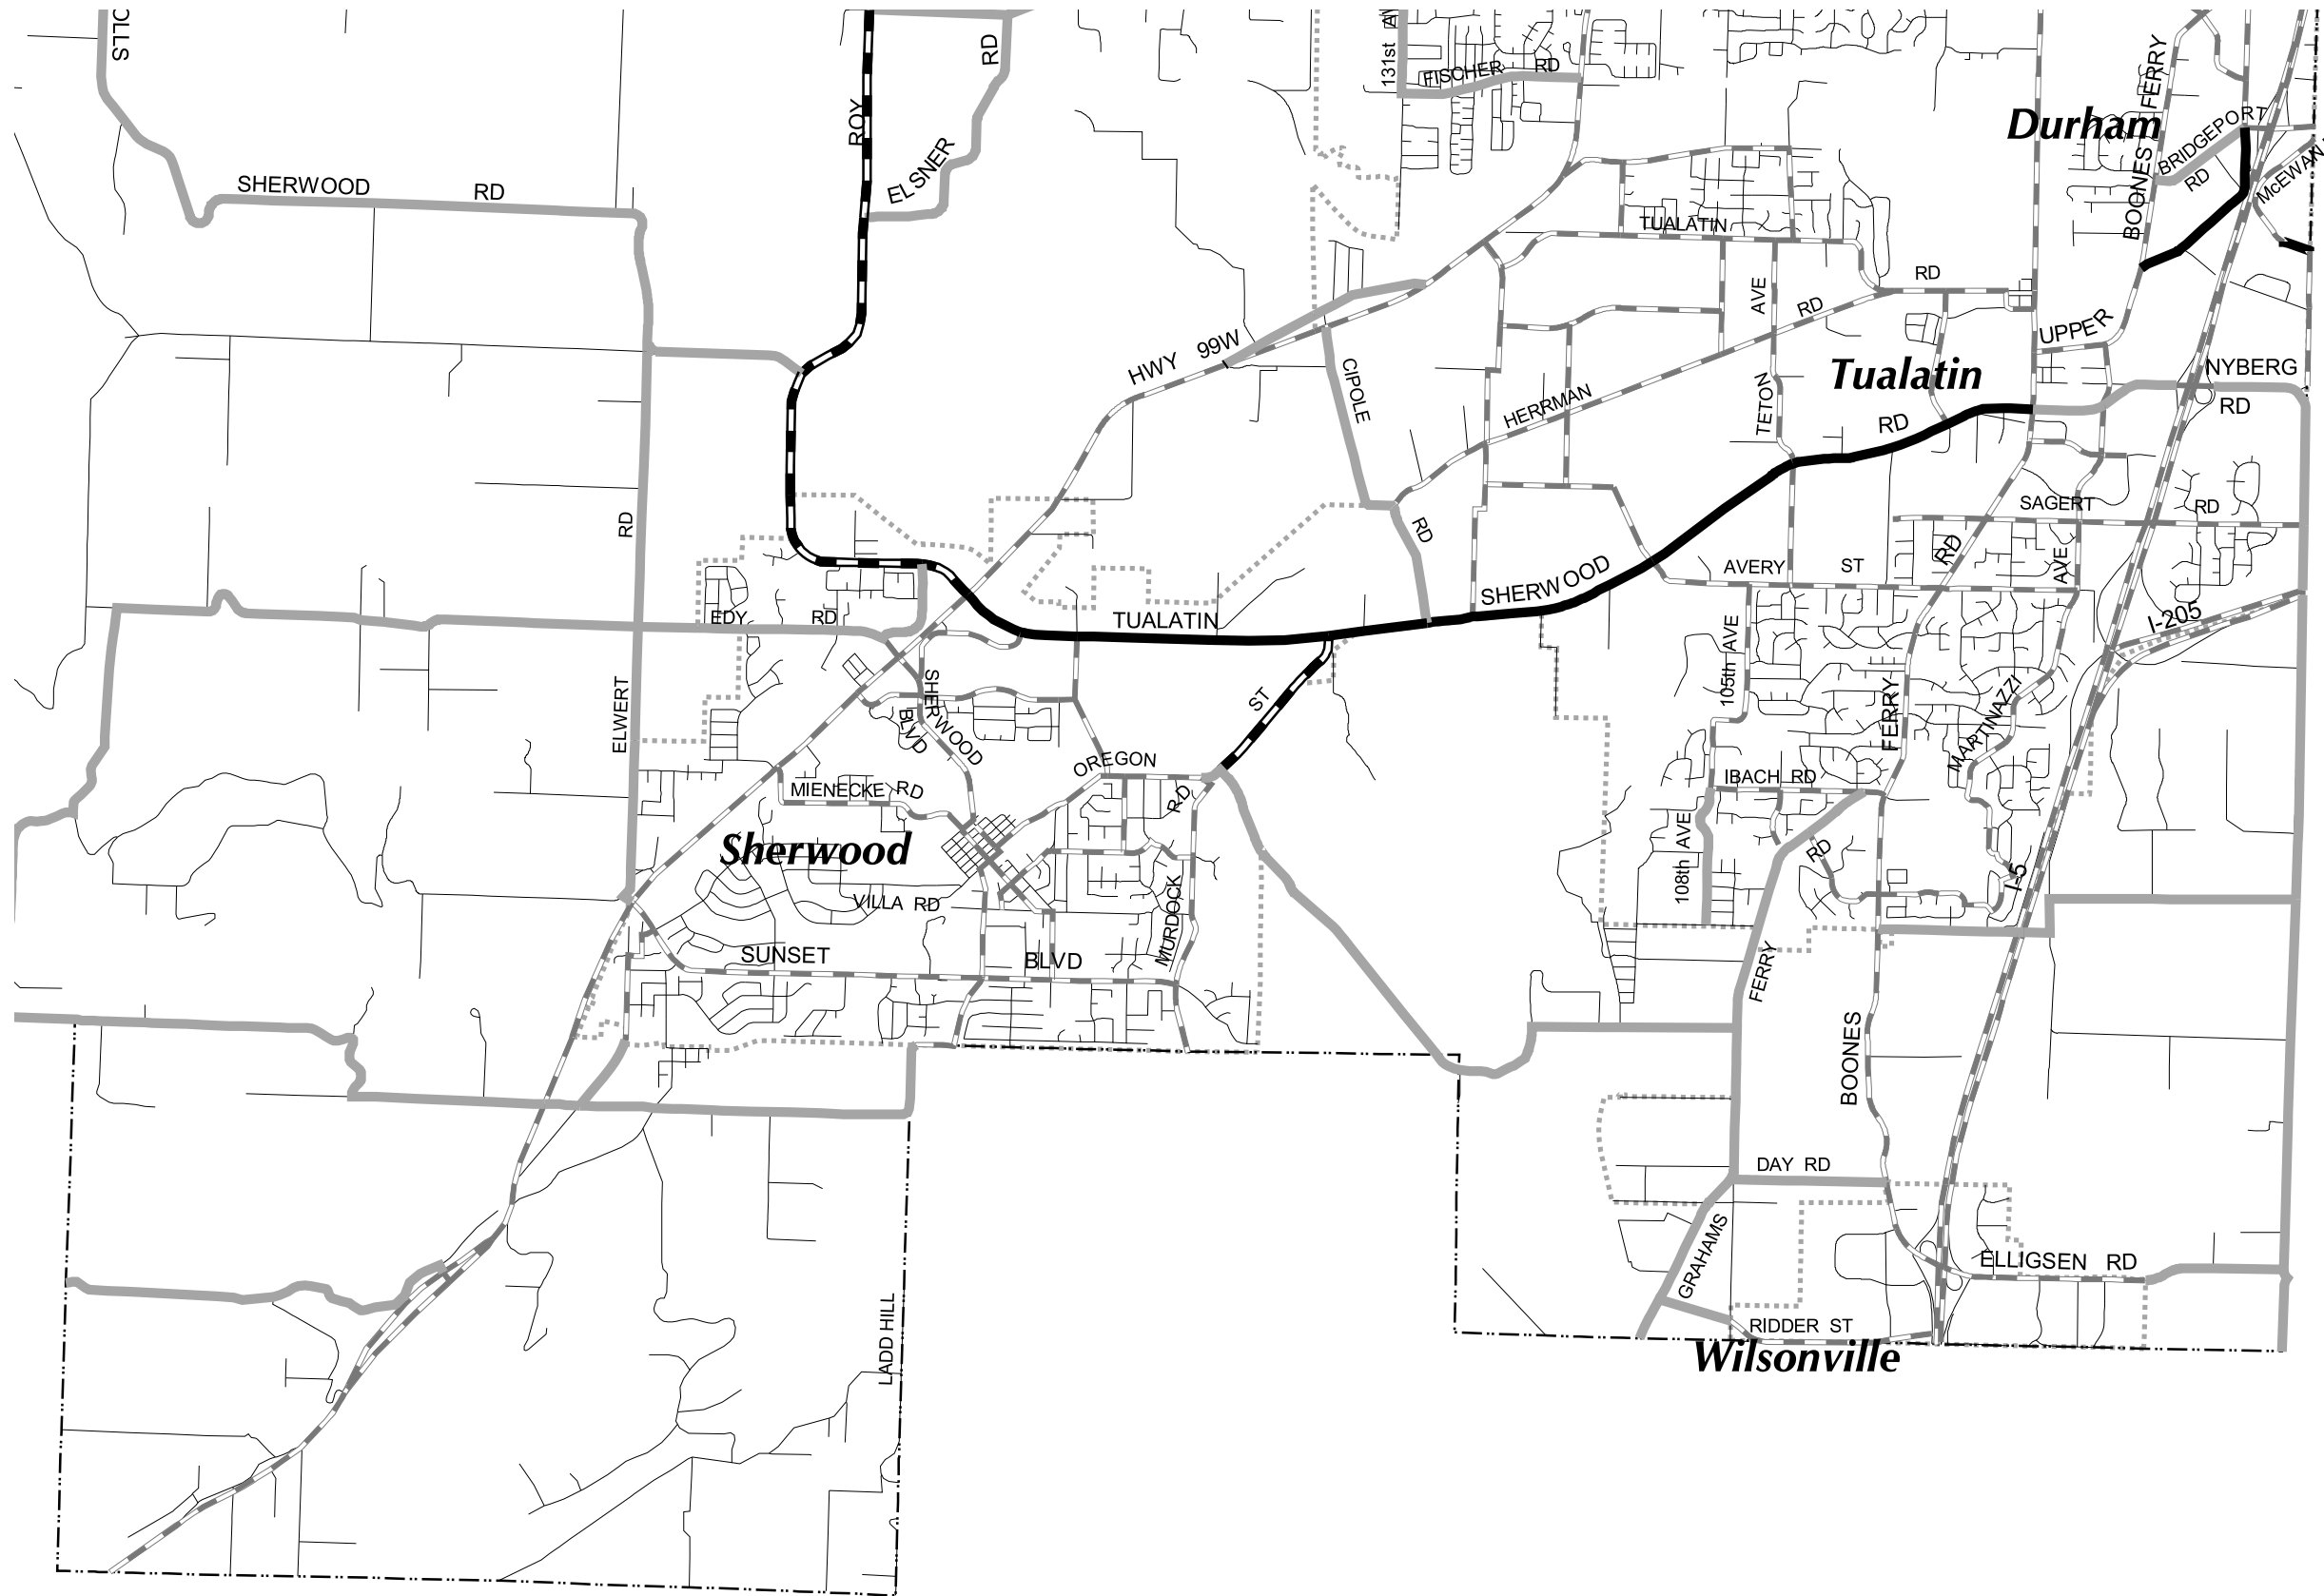 OLLS
ROY
RD
ELSNER
131st AV
FISCHER RD
Durham
BOONES FERRY
BRIDGEPORT
RD
McEWAN
SHERWOOD RD
TUALATIN
RD
AVE
RD
UPPER
HWY 99W
CIPOLE
RD
HERRMAN
TETON
Tualatin
NYBERG
RD
RD
SAGERT RD
RD
RD
AVERY ST
AVE
SHERWOOD
TUALATIN
EDY RD
I-205
105th AVE
FERRY
MARTINAZZI
ELWERT
SHERWOOD
BLVD
ST
OREGON
RD
MIENECKE RD
IBACH RD
Sherwood
108th AVE
RD
I-5
VILLA RD
MURDOCK
SUNSET BLVD
FERRY
BOONES
DAY RD
GRAHAMS
ELLIGSEN RD
RIDDER ST
Wilsonville
LADD HILL